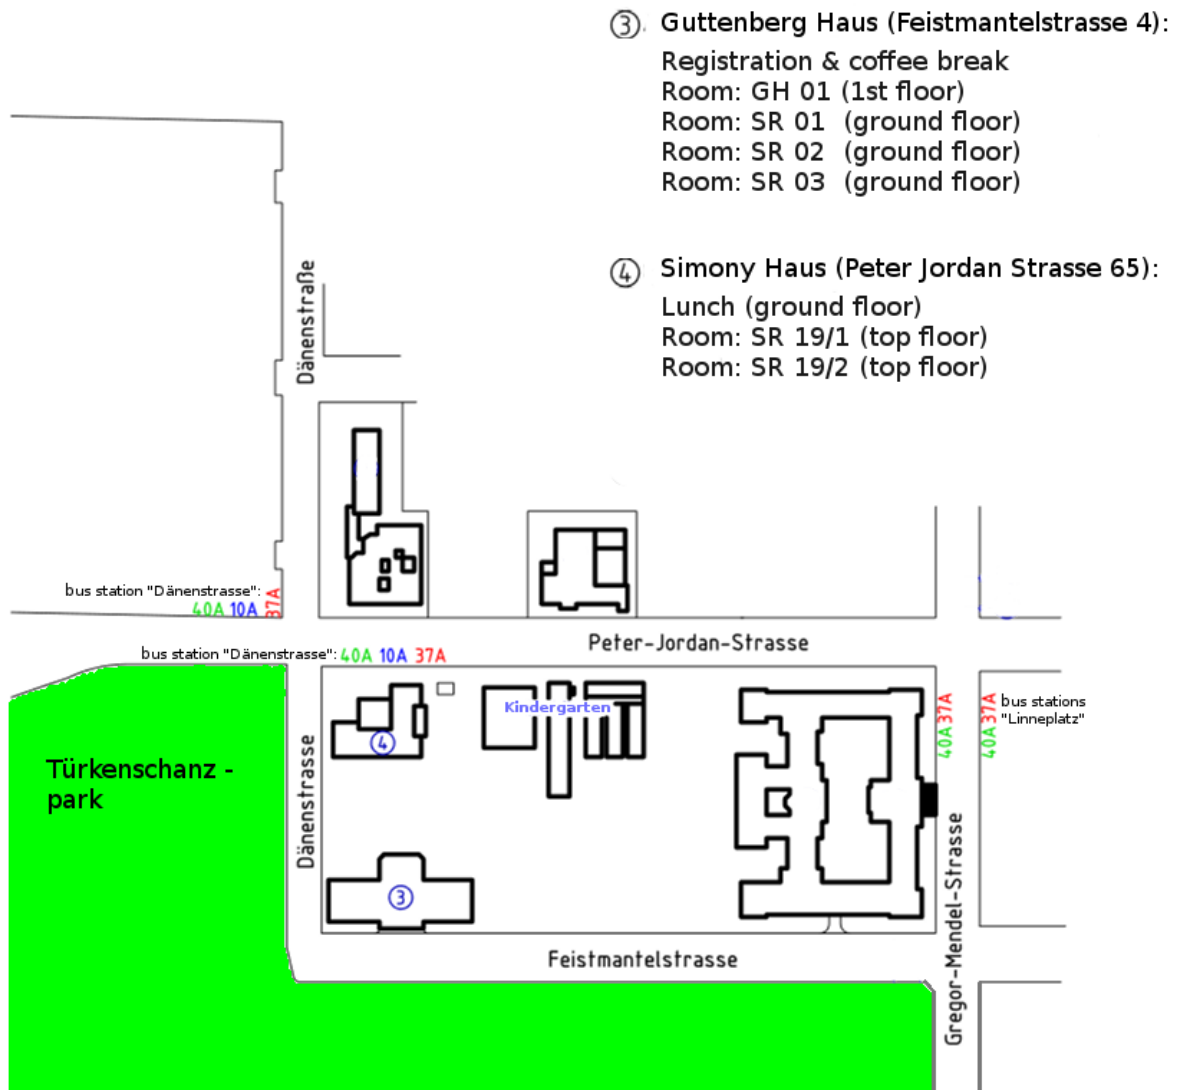 3. Guttenberg Haus (Feistmantelstrasse 4):
Registration & coffee break
Room: GH 01 (1st floor)
Room: SR 01 (ground floor)
Room: SR 02 (ground floor)
Room: SR 03 (ground floor)
4 Simony Haus (Peter Jordan Strasse 65):
Lunch (ground floor)
Room: SR 19/1 (top floor)
Room: SR 19/2 (top floor)
Dänenstraße
bus station "Dänenstrasse":
40A 10A 37A
Peter-Jordan-Strasse
bus station "Dänenstrasse": 40A 10A 37A
Kindergarten
40A 37A
40A 37A
bus stations
"Linneplatz"
4
Türkenschanz -
park
Dänenstrasse
3
Feistmantelstrasse
Gregor-Mendel-Strasse